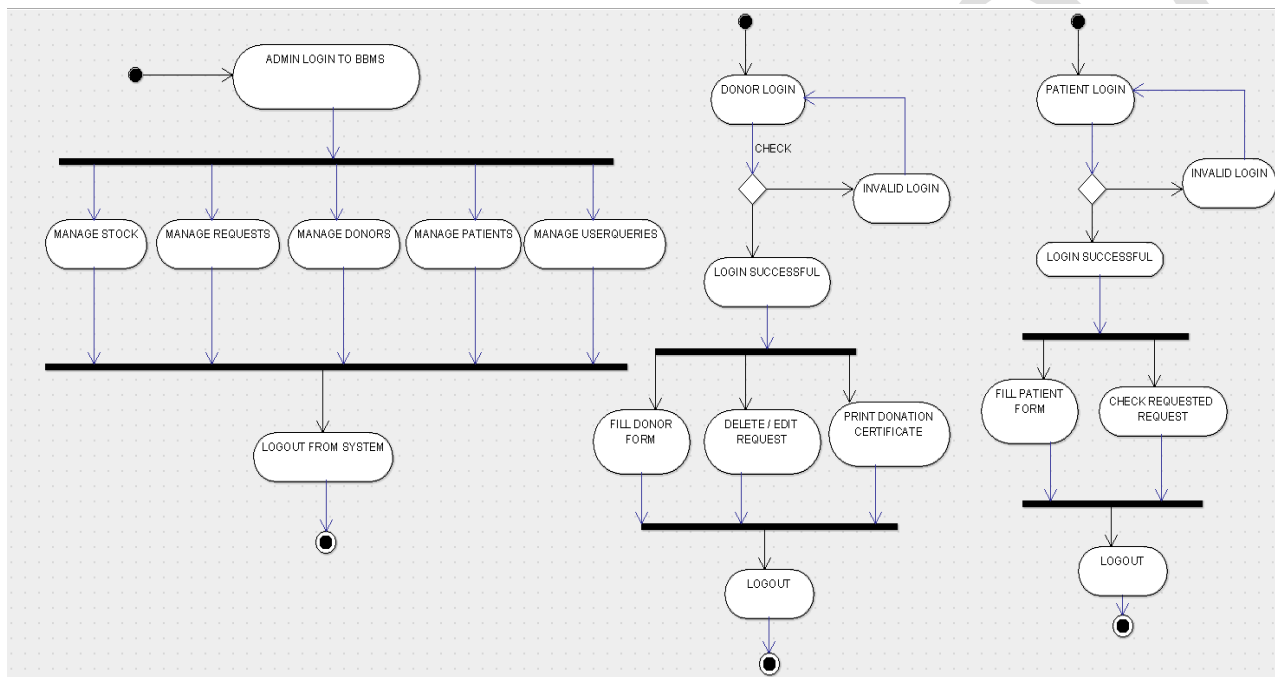 ADMIN LOGIN TO BBMS
MANAGE STOCK
MANAGE REQUESTS
MANAGE DONORS
MANAGE PATIENTS
MANAGE USERQUERIES
LOGOUT FROM SYSTEM
DONOR LOGIN
CHECK
INVALID LOGIN
LOGIN SUCCESSFUL
FILL DONOR
FORM
DELETE / EDIT
REQUEST
PRINT DONATION
CERTIFICATE
LOGOUT
PATIENT LOGIN
INVALID LOGIN
LOGIN SUCCESSFUL
FILL PATIENT
FORM
CHECK REQUESTED
REQUEST
LOGOUT